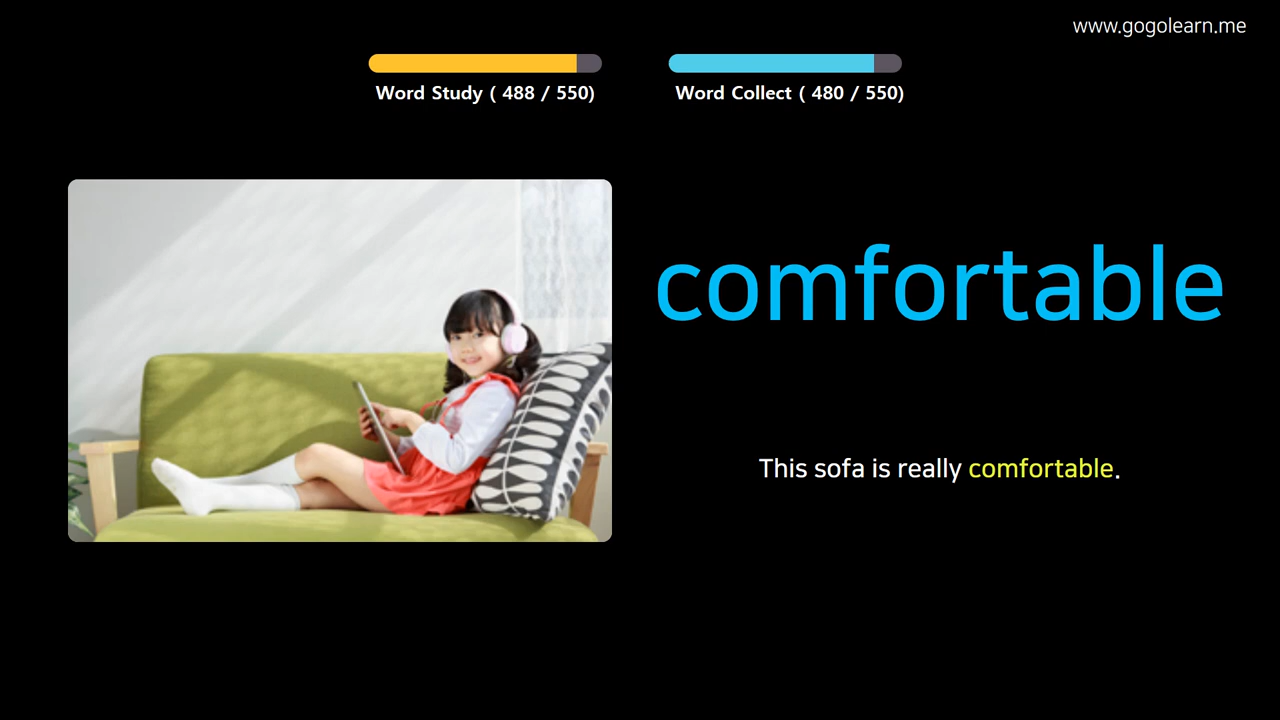 www.gogolearn.me
Word Study ( 488 / 550)
Word Collect ( 480 / 550)
comfortable
This sofa is really comfortable.